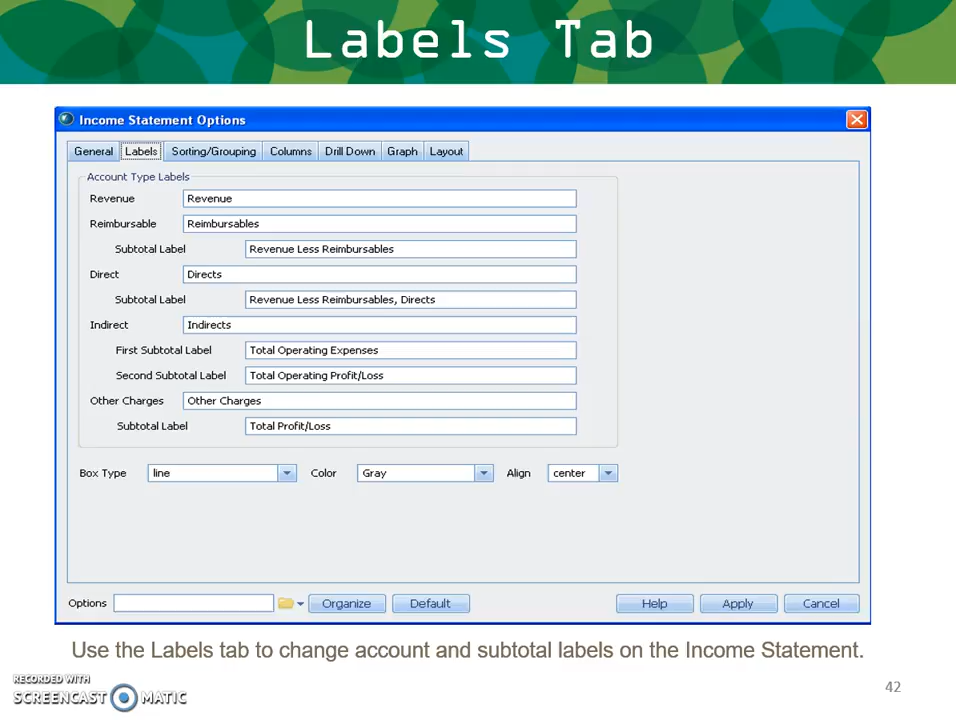 Labels Tab
Income Statement Options
General Labels Sorting/Grouping Columns Drill Down Graph Layout
Account Type Labels
Revenue Revenue
Reimbursable Reimbursables
Subtotal Label Revenue Less Reimbursables
Direct Directs
Subtotal Label Revenue Less Reimbursables, Directs
Indirect Indirects
First Subtotal Label Total Operating Expenses
Second Subtotal Label Total Operating Profit/Loss
Other Charges Other Charges
Subtotal Label Total Profit/Loss
Box Type line Color Gray Align center
Options Organize Default Help Apply Cancel
Use the Labels tab to change account and subtotal labels on the Income Statement.
RECORDED WITH
SCREENCAST MATIC
42